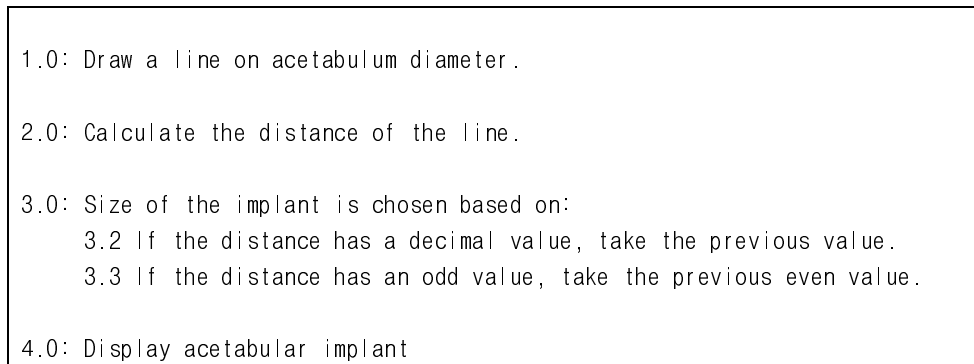 1.0: Draw a line on acetabulum diameter.
2.0: Calculate the distance of the line.
3.0: Size of the implant is chosen based on:
3.2 If the distance has a decimal value, take the previous value.
3.3 If the distance has an odd value, take the previous even value.
4.0: Display acetabular implant